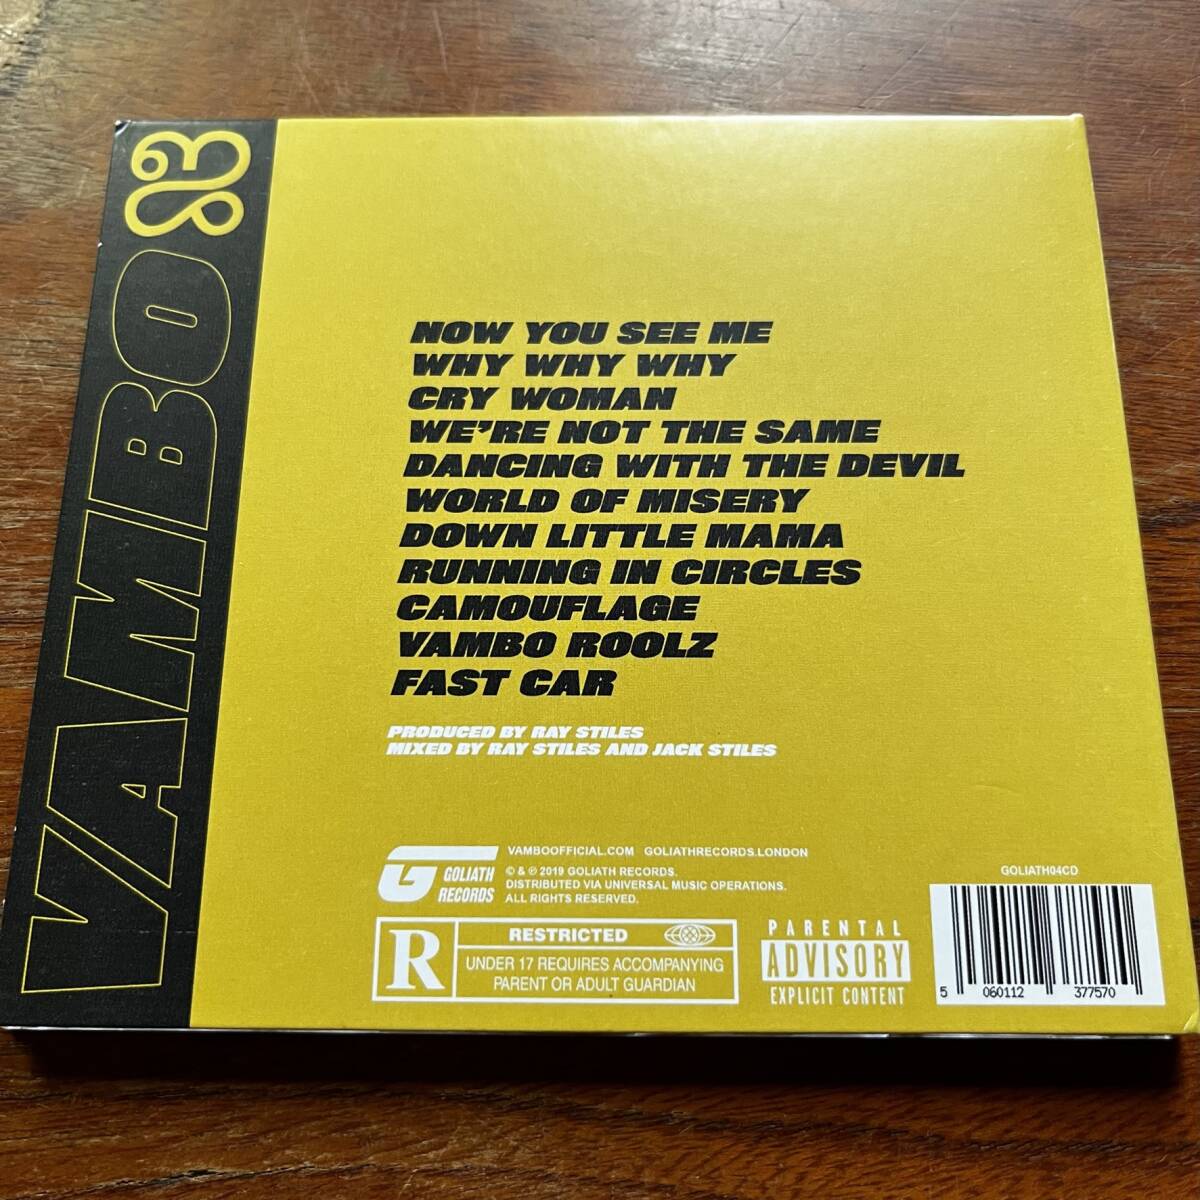 VAMBO
NOW YOU SEE ME
WHY WHY WHY
CRY WOMAN
WE'RE NOT THE SAME
DANCING WITH THE DEVIL
WORLD OF MISERY
DOWN LITTLE MAMA
RUNNING IN CIRCLES
CAMOUFLAGE
VAMBO ROOLZ
FAST CAR
PRODUCED BY RAY STILES
MIXED BY RAY STILES AND JACK STILES
G GOLIATH
RECORDS
VAMBOOFFICIAL.COM GOLIATHRECORDS.LONDON
© & ℗ 2019 GOLIATH RECORDS.
DISTRIBUTED VIA UNIVERSAL MUSIC OPERATIONS.
ALL RIGHTS RESERVED.
R
RESTRICTED
UNDER 17 REQUIRES ACCOMPANYING
PARENT OR ADULT GUARDIAN
PARENTAL
ADVISORY
EXPLICIT CONTENT
GOLIATH04CD
5 060112 377570